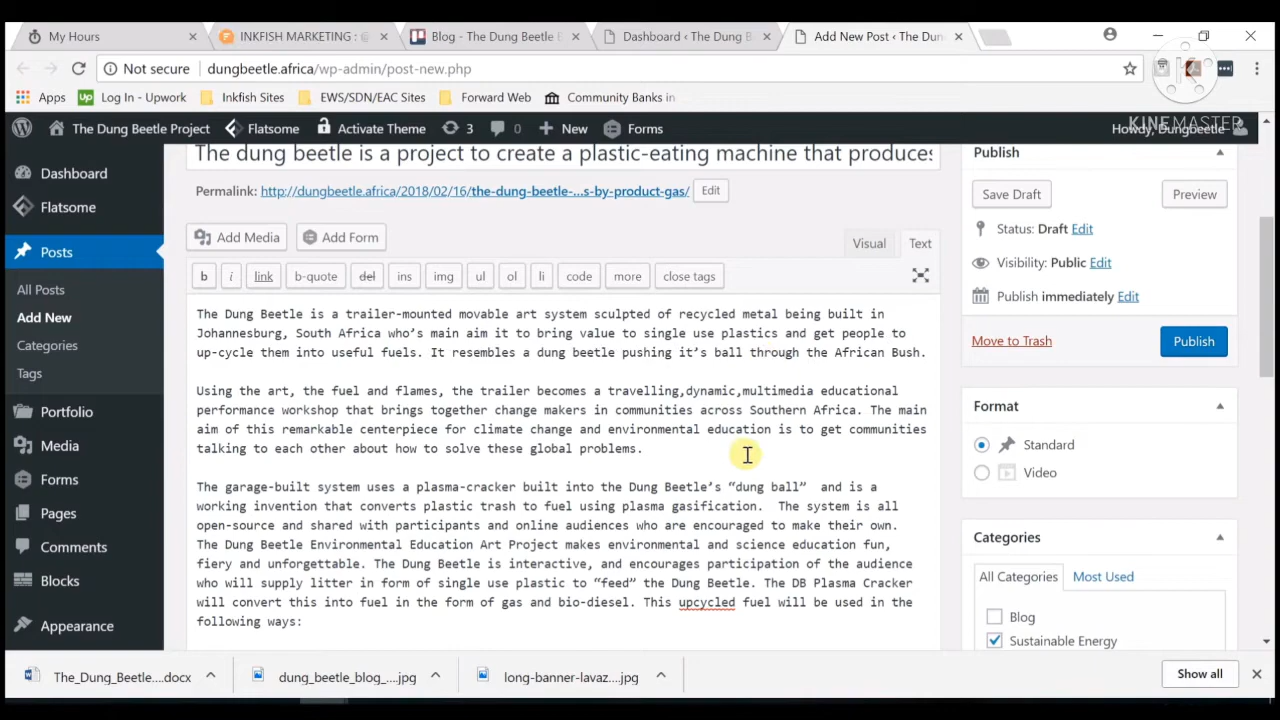 My Hours
INKFISH MARKETING : @
Blog - The Dung Beetle
Dashboard ‹ The Dung B
Add New Post ‹ The Dun
Not secure dungbeetle.africa/wp-admin/post-new.php
Apps Up Log In - Upwork Inkfish Sites EWS/SDN/EAC Sites Forward Web Community Banks in
KINEMASTER
The Dung Beetle Project Flatsome Activate Theme 3 0 New Forms Howdy, Dungbeetle
Dashboard
Flatsome
Posts
All Posts
Add New
Categories
Tags
Portfolio
Media
Forms
Pages
Comments
Blocks
Appearance
The dung beetle is a project to create a plastic-eating machine that produces
Permalink: http://dungbeetle.africa/2018/02/16/the-dung-beetle-...s-by-product-gas/ Edit
Add Media Add Form
Visual Text
b i link b-quote del ins img ul ol li code more close tags
The Dung Beetle is a trailer-mounted movable art system sculpted of recycled metal being built in
Johannesburg, South Africa who’s main aim it to bring value to single use plastics and get people to
up-cycle them into useful fuels. It resembles a dung beetle pushing it’s ball through the African Bush.
Using the art, the fuel and flames, the trailer becomes a travelling,dynamic,multimedia educational
performance workshop that brings together change makers in communities across Southern Africa. The main
aim of this remarkable centerpiece for climate change and environmental education is to get communities
talking to each other about how to solve these global problems.
The garage-built system uses a plasma-cracker built into the Dung Beetle’s “dung ball”  and is a
working invention that converts plastic trash to fuel using plasma gasification.  The system is all
open-source and shared with participants and online audiences who are encouraged to make their own.
The Dung Beetle Environmental Education Art Project makes environmental and science education fun,
fiery and unforgettable. The Dung Beetle is interactive, and encourages participation of the audience
who will supply litter in form of single use plastic to “feed” the Dung Beetle. The DB Plasma Cracker
will convert this into fuel in the form of gas and bio-diesel. This upcycled fuel will be used in the
following ways:
Publish
Save Draft Preview
Status: Draft Edit
Visibility: Public Edit
Publish immediately Edit
Move to Trash Publish
Format
Standard
Video
Categories
All Categories Most Used
Blog
Sustainable Energy
The_Dung_Beetle....docx dung_beetle_blog_....jpg long-banner-lavaz....jpg Show all